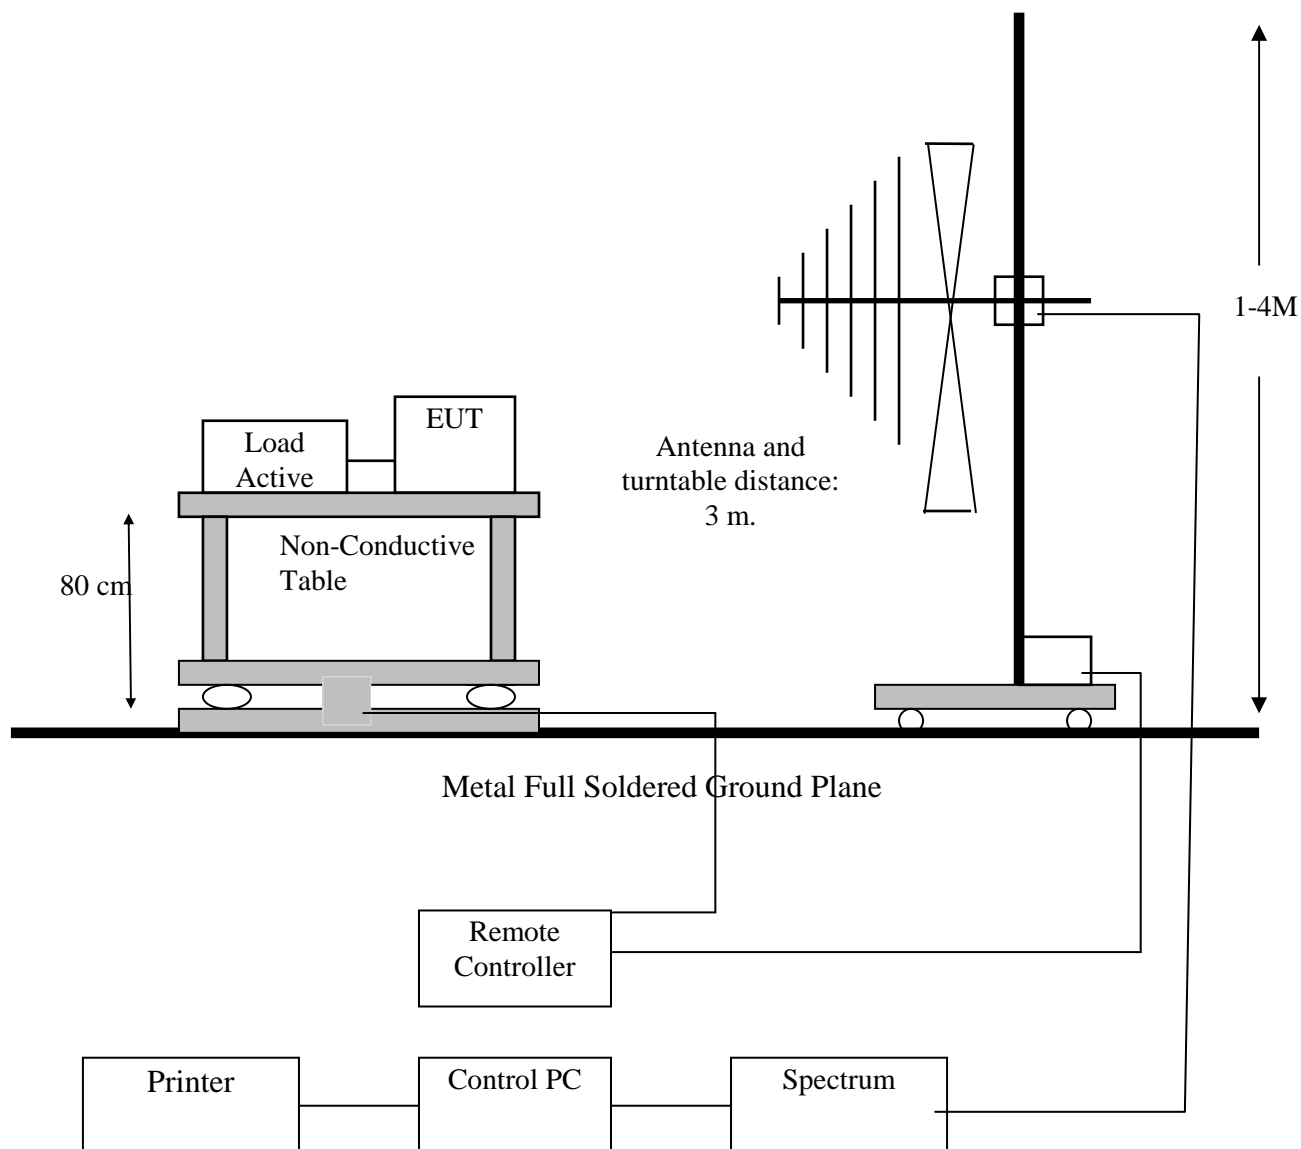 1-4M
EUT
Load
Active
Antenna and
turntable distance:
3 m.
Non-Conductive
Table
80 cm
Metal Full Soldered Ground Plane
Remote
Controller
Printer
Control PC
Spectrum